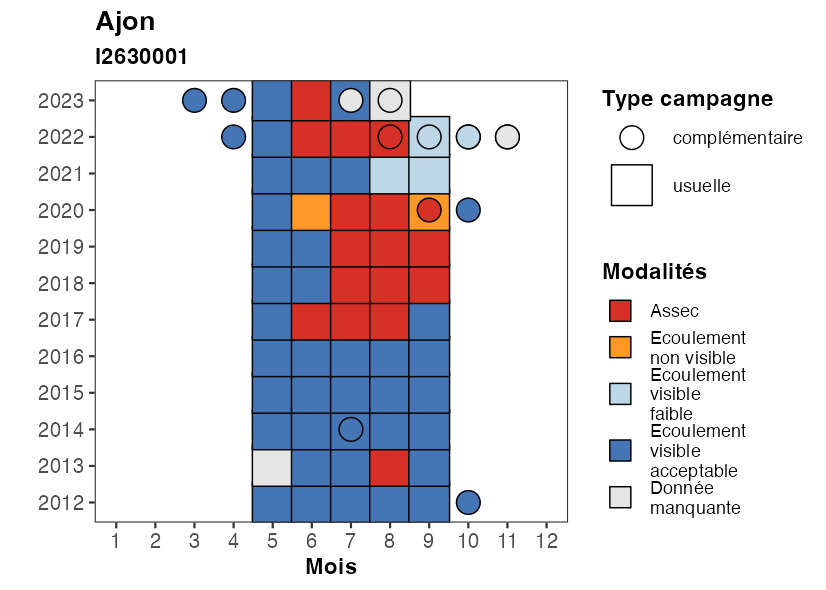 Ajon
I2630001
2023
2022
2021
2020
2019
2018
2017
2016
2015
2014
2013
2012
1 2 3 4 5 6 7 8 9 10 11 12
Mois
Type campagne
complémentaire
usuelle
Modalités
Assec
Ecoulement
non visible
Ecoulement
visible
faible
Ecoulement
visible
acceptable
Donnée
manquante